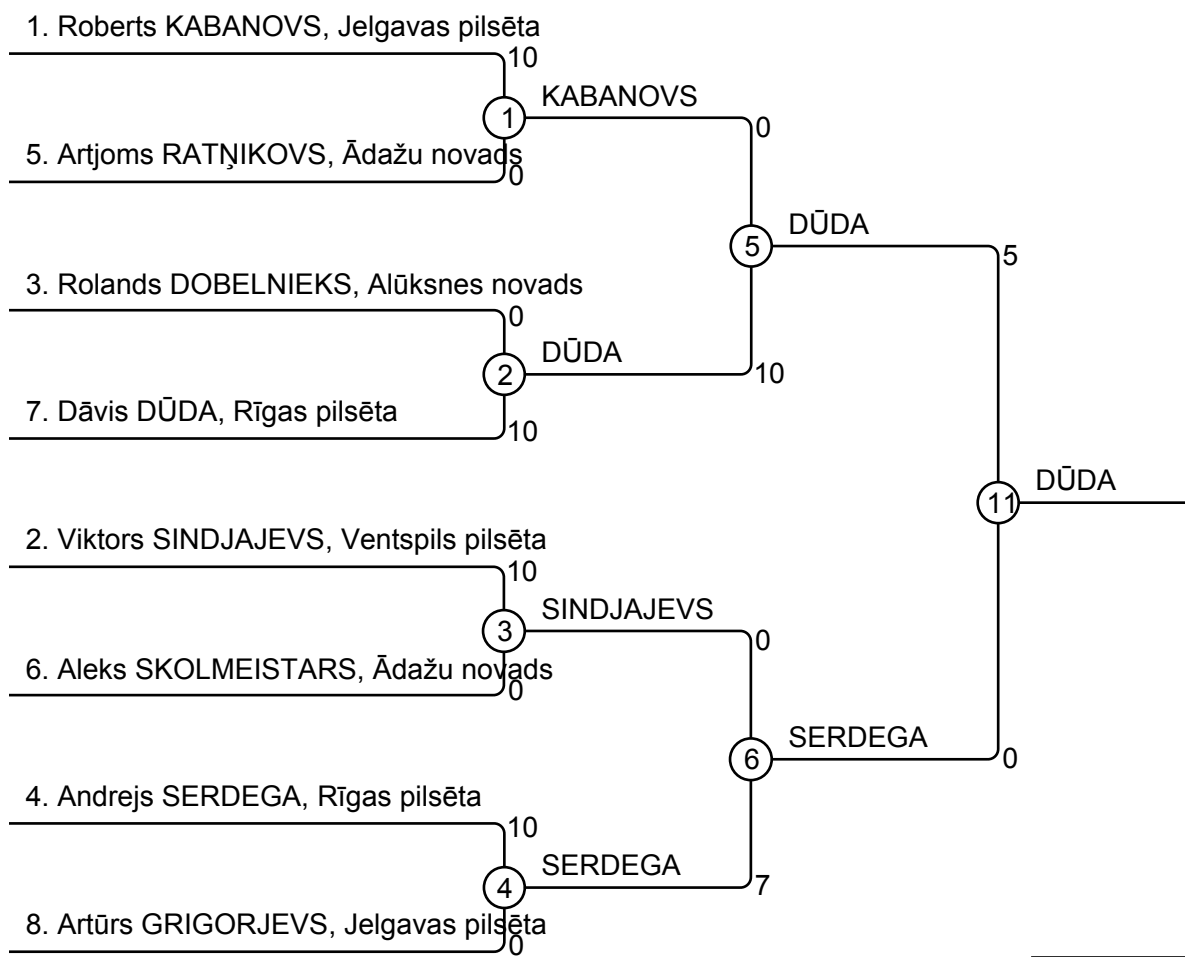 1. Roberts KABANOVS, Jelgavas pilsēta
10
KABANOVS
1
0
5. Artjoms RATŅIKOVS, Ādažu novads
0
DŪDA
5
5
3. Rolands DOBELNIEKS, Alūksnes novads
0
DŪDA
2
10
7. Dāvis DŪDA, Rīgas pilsēta
10
DŪDA
11
2. Viktors SINDJAJEVS, Ventspils pilsēta
10
SINDJAJEVS
3
0
6. Aleks SKOLMEISTARS, Ādažu novads
0
SERDEGA
6
0
4. Andrejs SERDEGA, Rīgas pilsēta
10
SERDEGA
4
7
8. Artūrs GRIGORJEVS, Jelgavas pilsēta
0